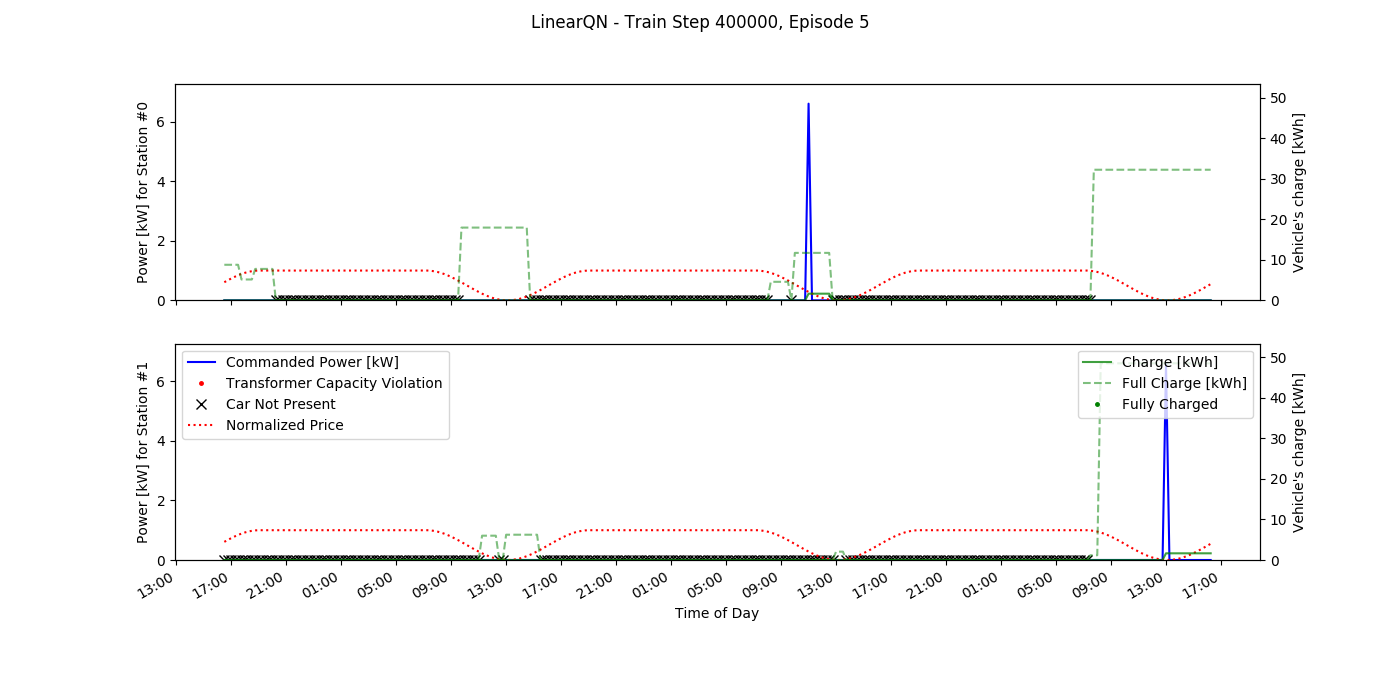 LinearQN - Train Step 400000, Episode 5
Power [kW] for Station #0
6
4
2
0
50
40
30
20
10
0
Vehicle's charge [kWh]
Power [kW] for Station #1
6
4
2
0
Commanded Power [kW]
Transformer Capacity Violation
Car Not Present
Normalized Price
Charge [kWh]
Full Charge [kWh]
Fully Charged
50
40
30
20
10
0
Vehicle's charge [kWh]
13:00 17:00 21:00 01:00 05:00 09:00 13:00 17:00 21:00 01:00 05:00 09:00 13:00 17:00 21:00 01:00 05:00 09:00 13:00 17:00
Time of Day